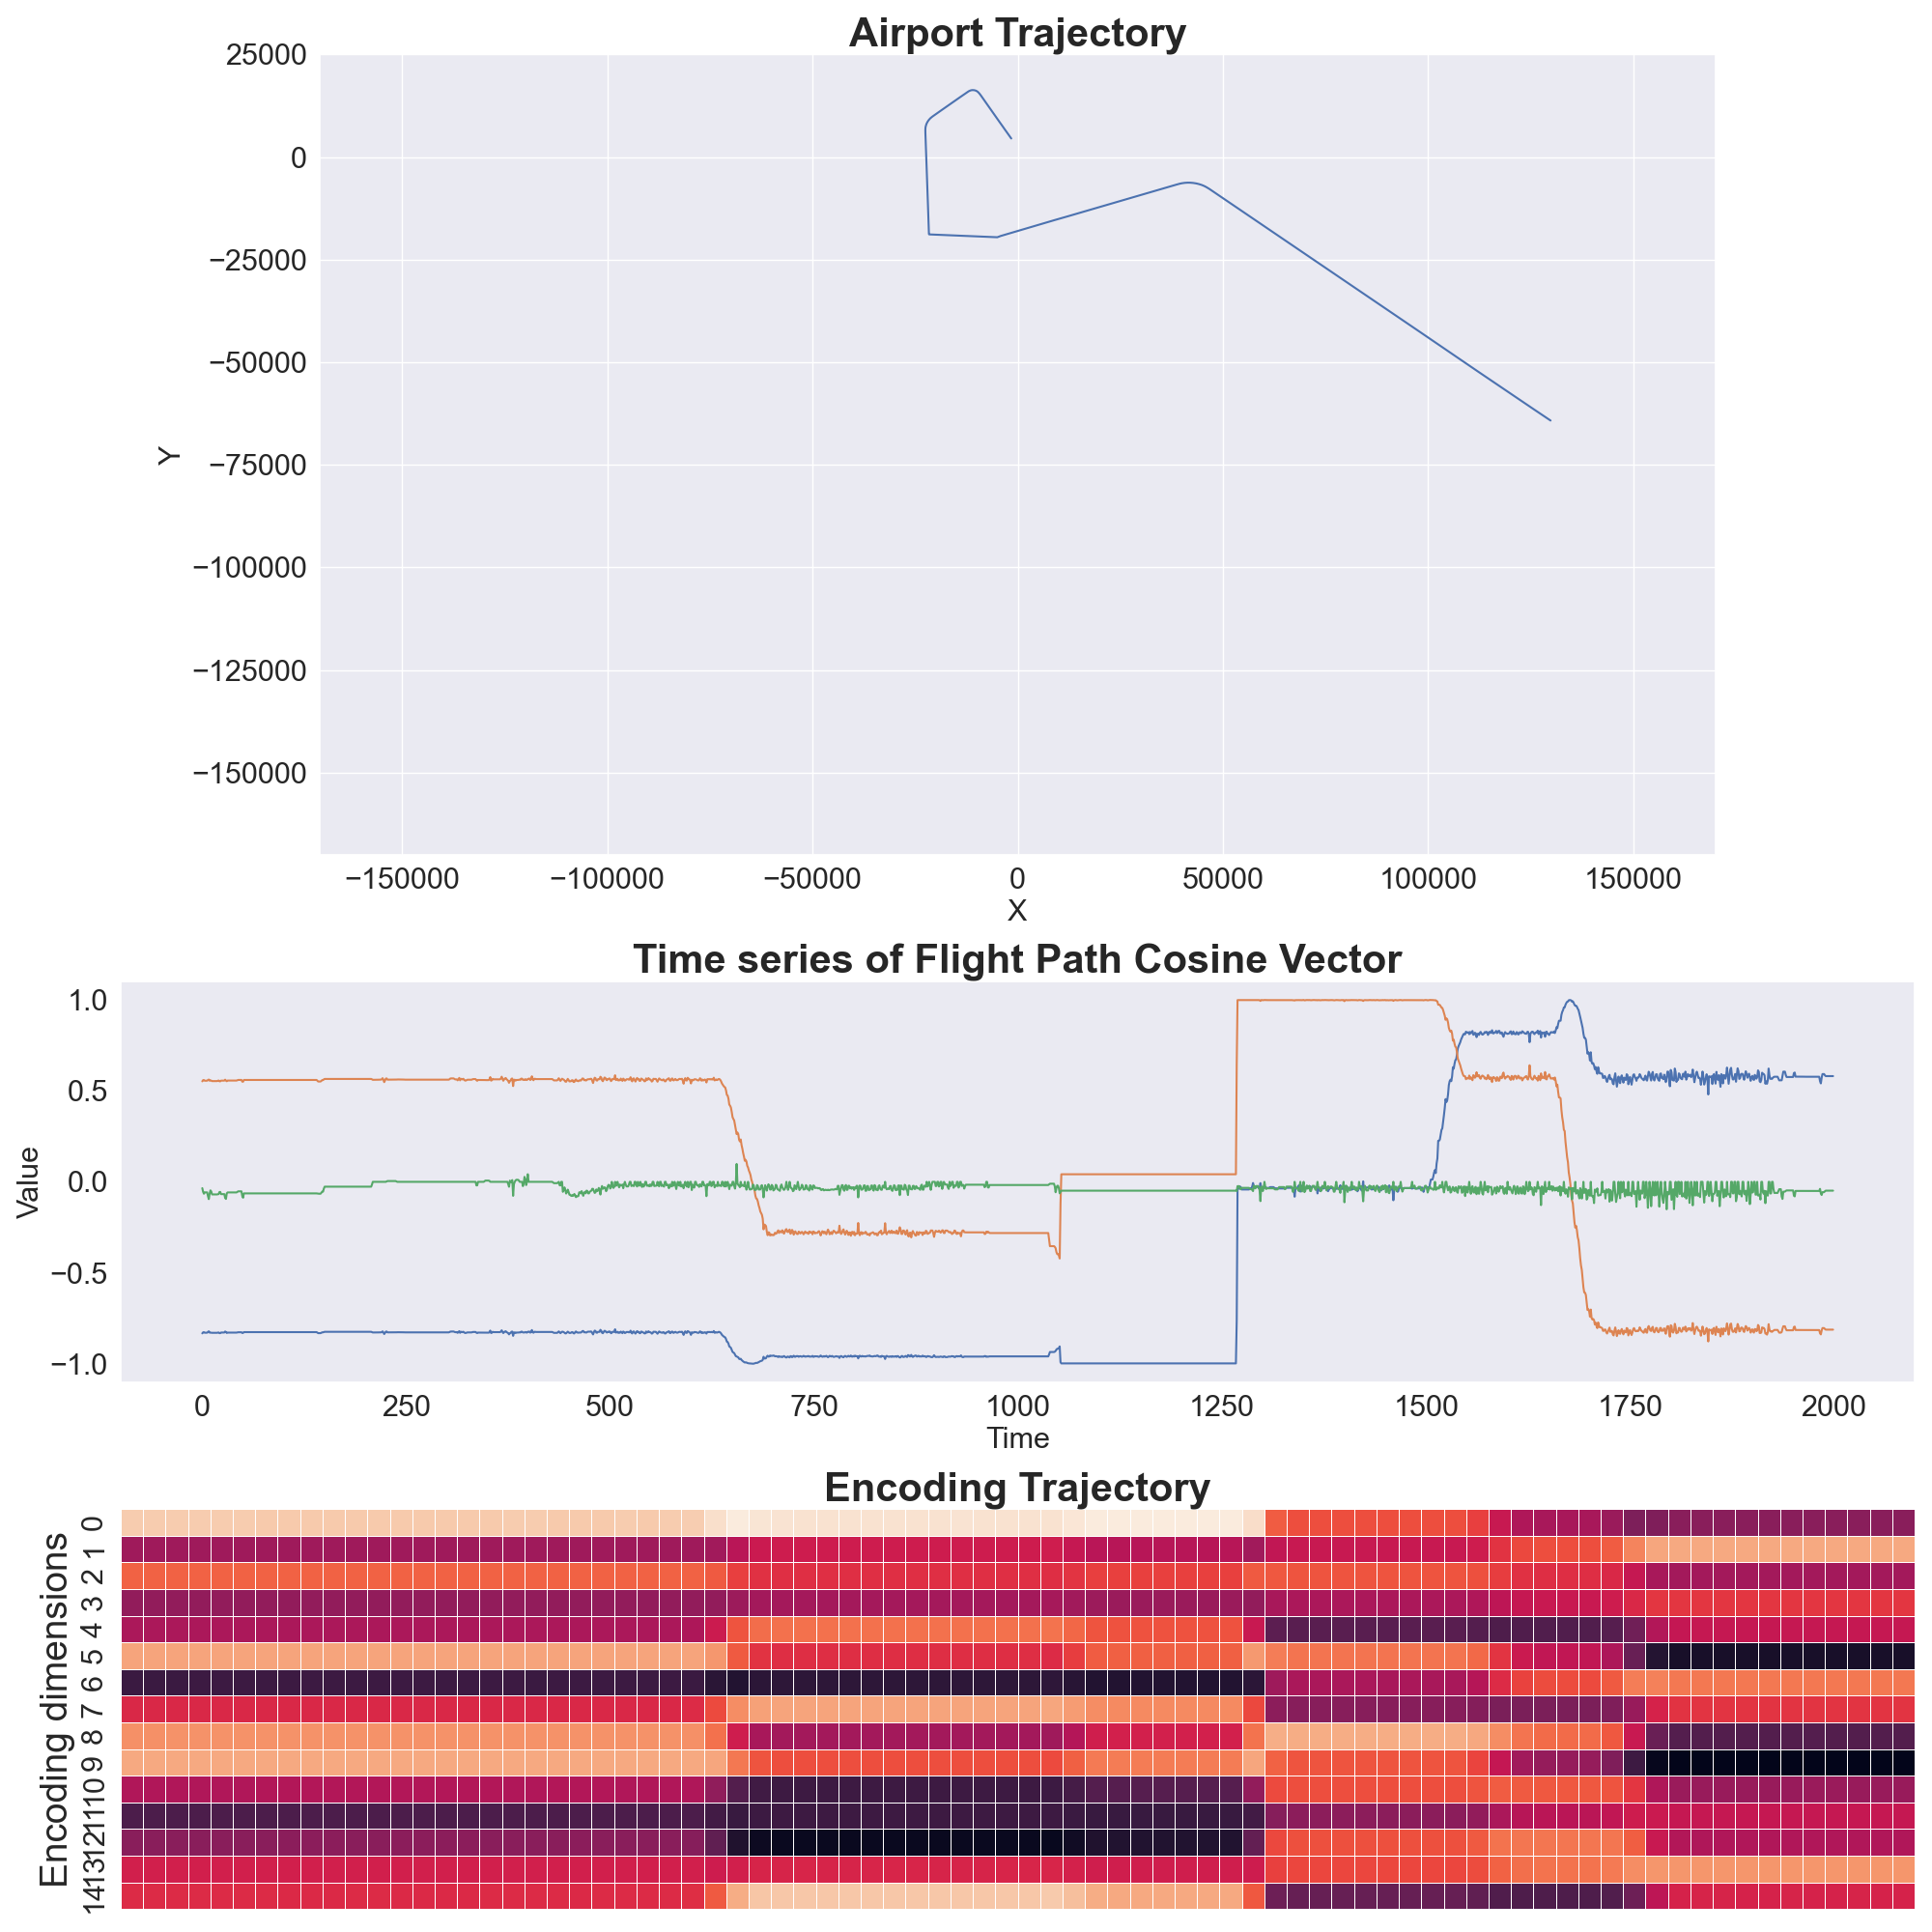 Airport Trajectory
25000
0
−25000
−50000
−75000
−100000
−125000
−150000
Y
−150000 −100000 −50000 0 50000 100000 150000
X
Time series of Flight Path Cosine Vector
1.0
0.5
0.0
−0.5
−1.0
Value
0 250 500 750 1000 1250 1500 1750 2000
Time
Encoding Trajectory
0
1
2
3
4
5
6
7
8
9
10
11
12
13
14
Encoding dimensions